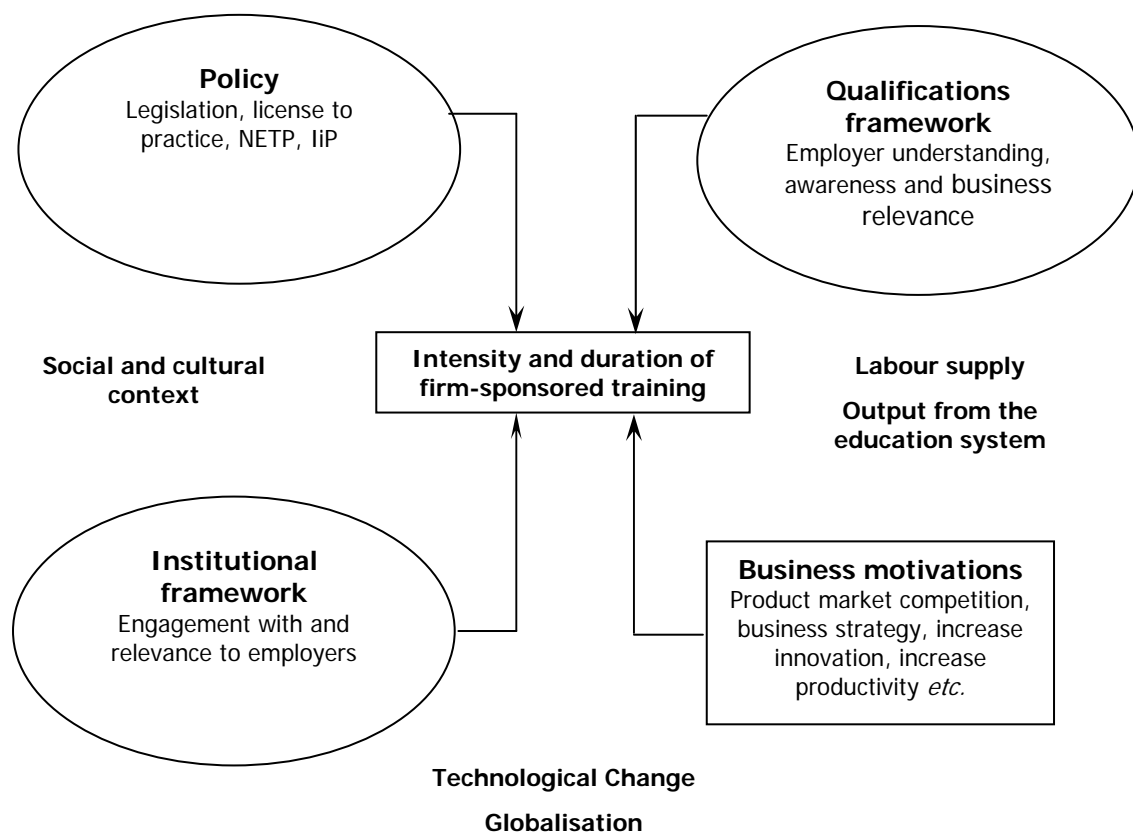 Policy
Legislation, license to
practice, NETP, IiP
Qualifications
framework
Employer understanding,
awareness and business
relevance
Social and cultural
context
Intensity and duration of
firm-sponsored training
Labour supply
Output from the
education system
Institutional
framework
Engagement with and
relevance to employers
Business motivations
Product market competition,
business strategy, increase
innovation, increase
productivity etc.
Technological Change
Globalisation